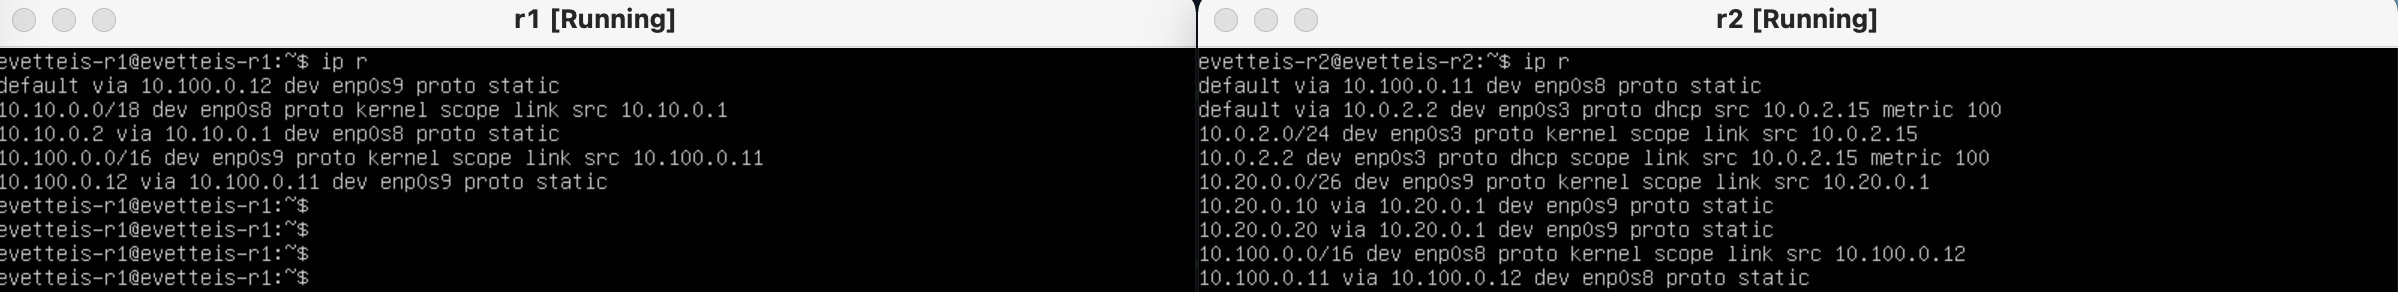 r1 [Running]
evetteis-r1@evetteis-r1:~$ ip r
default via 10.100.0.12 dev enp0s9 proto static
10.10.0.0/18 dev enp0s8 proto kernel scope link src 10.10.0.1
10.10.0.2 via 10.10.0.1 dev enp0s8 proto static
10.100.0.0/16 dev enp0s9 proto kernel scope link src 10.100.0.11
10.100.0.12 via 10.100.0.11 dev enp0s9 proto static
evetteis-r1@evetteis-r1:~$
evetteis-r1@evetteis-r1:~$
evetteis-r1@evetteis-r1:~$
evetteis-r1@evetteis-r1:~$
r2 [Running]
evetteis-r2@evetteis-r2:~$ ip r
default via 10.100.0.11 dev enp0s8 proto static
default via 10.0.2.2 dev enp0s3 proto dhcp src 10.0.2.15 metric 100
10.0.2.0/24 dev enp0s3 proto kernel scope link src 10.0.2.15
10.0.2.2 dev enp0s3 proto dhcp scope link src 10.0.2.15 metric 100
10.20.0.0/26 dev enp0s9 proto kernel scope link src 10.20.0.1
10.20.0.10 via 10.20.0.1 dev enp0s9 proto static
10.20.0.20 via 10.20.0.1 dev enp0s9 proto static
10.100.0.0/16 dev enp0s8 proto kernel scope link src 10.100.0.12
10.100.0.11 via 10.100.0.12 dev enp0s8 proto static